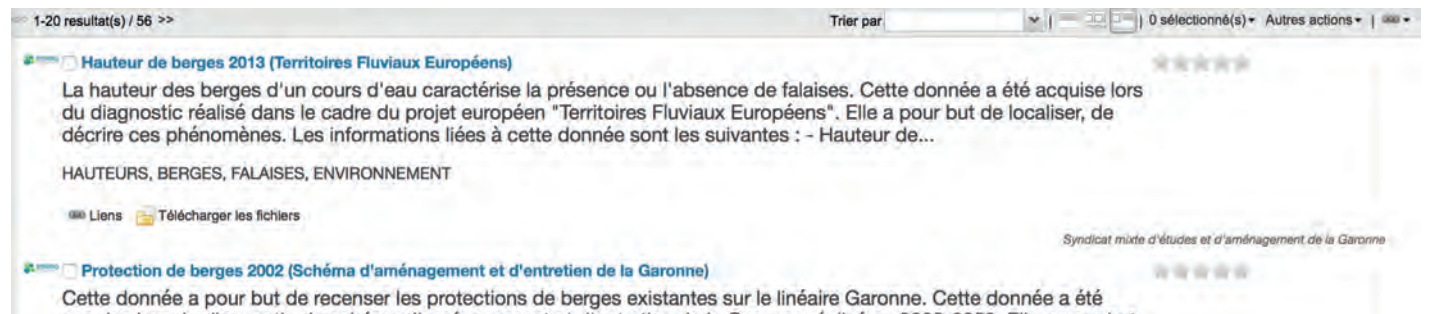 1-20 resultat(s) / 56 >> Trier par | | 0 sélectionné(s) Autres actions |
Hauteur de berges 2013 (Territoires Fluviaux Européens)
La hauteur des berges d'un cours d'eau caractérise la présence ou l'absence de falaises. Cette donnée a été acquise lors
du diagnostic réalisé dans le cadre du projet européen "Territoires Fluviaux Européens". Elle a pour but de localiser, de
décrire ces phénomènes. Les informations liées à cette donnée sont les suivantes : - Hauteur de...
HAUTEURS, BERGES, FALAISES, ENVIRONNEMENT
Liens Télécharger les fichiers
Syndicat mixte d'études et d'aménagement de la Garonne
Protection de berges 2002 (Schéma d'aménagement et d'entretien de la Garonne)
Cette donnée a pour but de recenser les protections de berges existantes sur le linéaire Garonne. Cette donnée a été